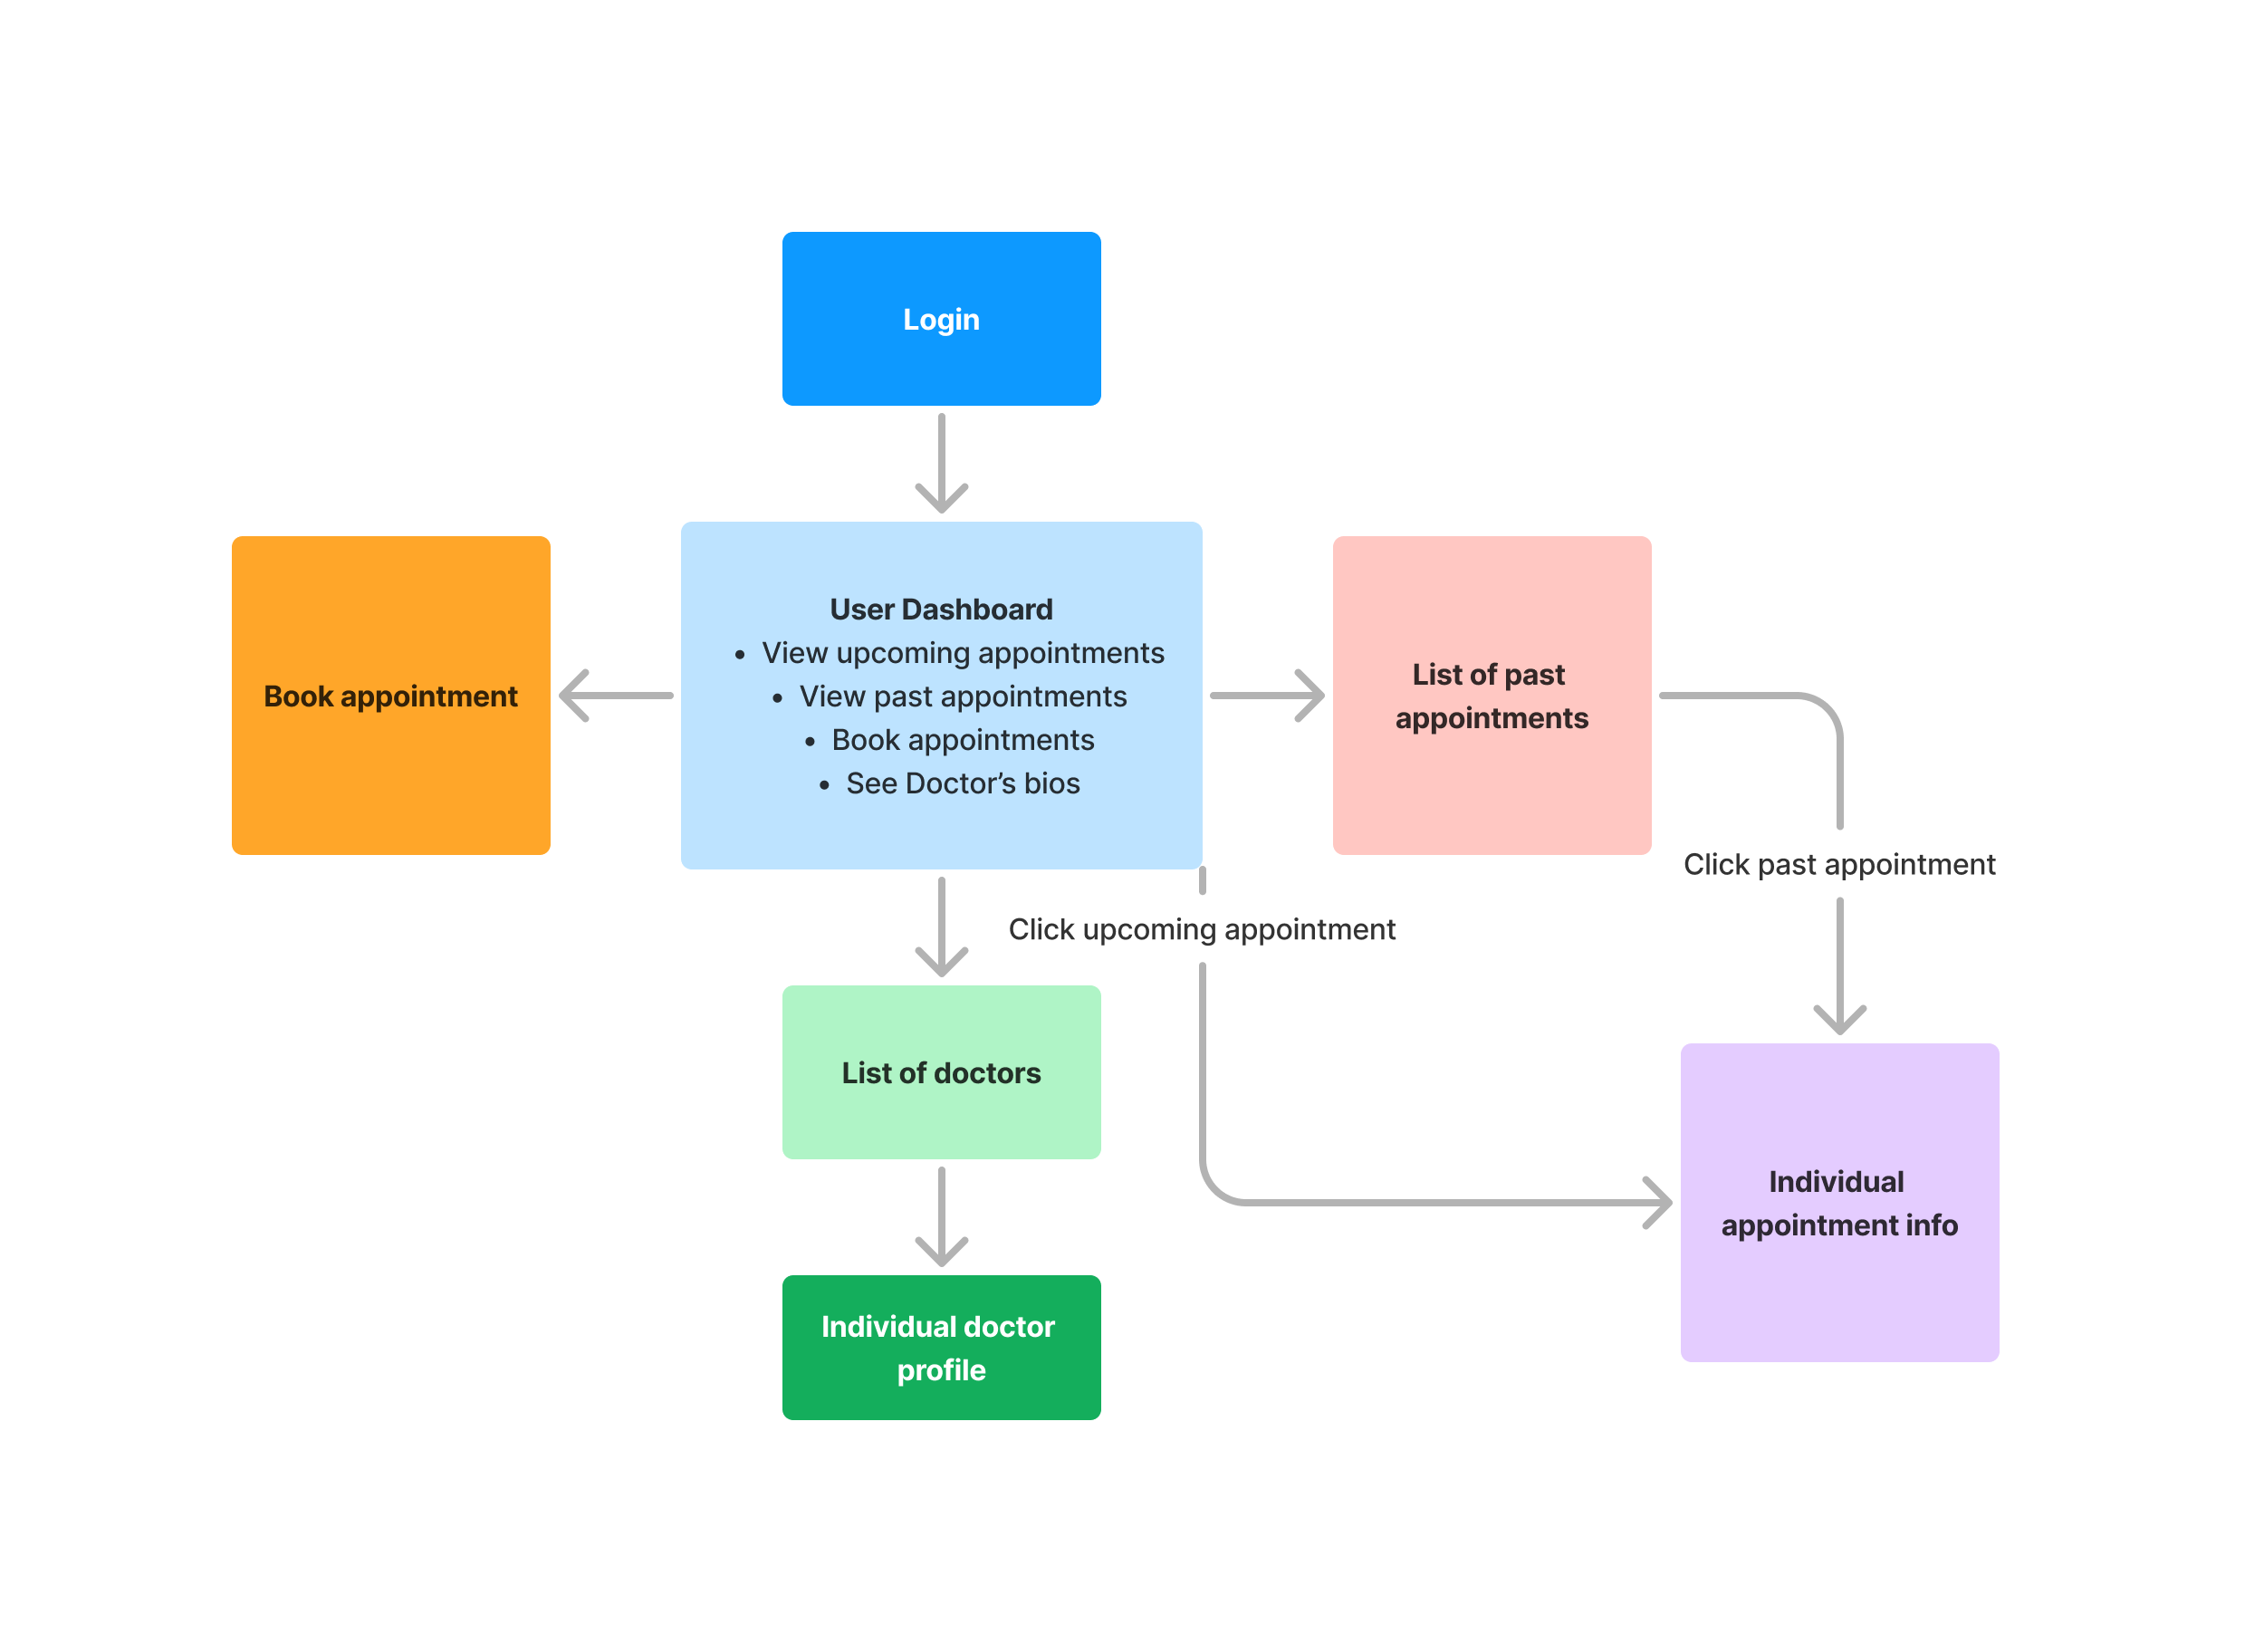 Login
User Dashboard
• View upcoming appointments
• View past appointments
• Book appointments
• See Doctor’s bios
Book appointment
List of past
appointments
Click past appointment
Click upcoming appointment
List of doctors
Individual
appointment info
Individual doctor
profile